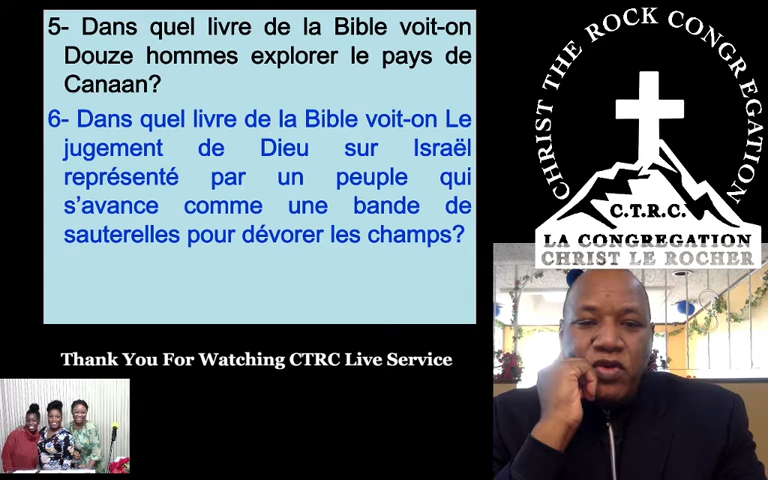 5- Dans quel livre de la Bible voit-on
Douze hommes explorer le pays de
Canaan?
6- Dans quel livre de la Bible voit-on Le
jugement de Dieu sur Israël
représenté par un peuple qui
s’avance comme une bande de
sauterelles pour dévorer les champs?
CHRIST THE ROCK CONGREGATION
C.T.R.C.
LA CONGREGATION
CHRIST LE ROCHER
Thank You For Watching CTRC Live Service